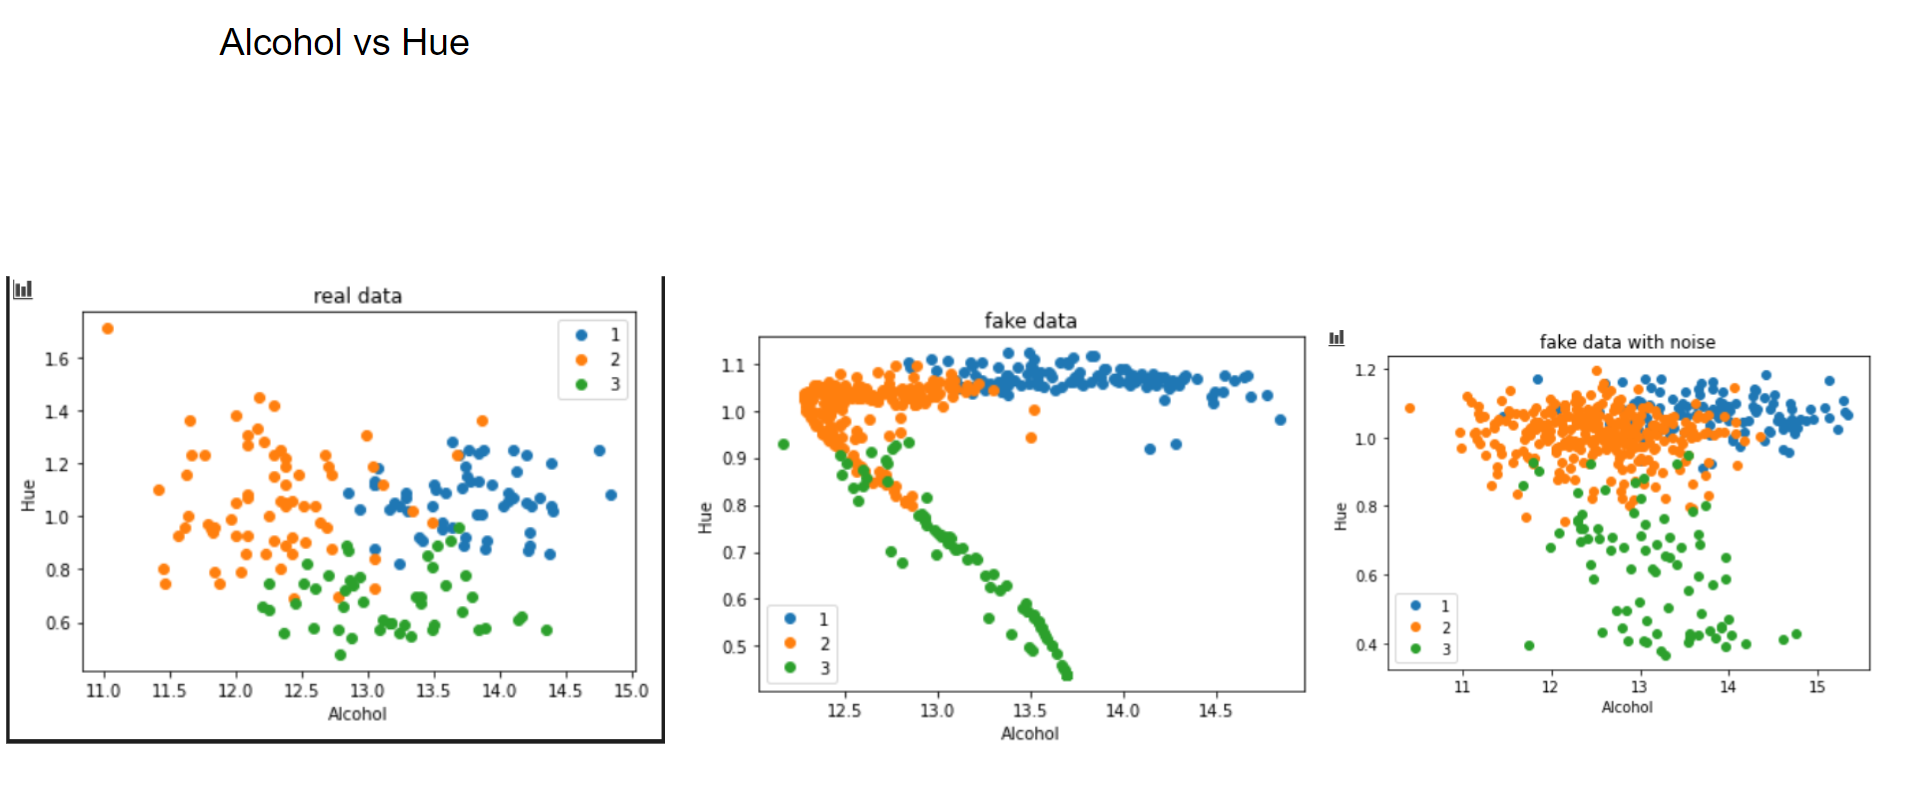 Alcohol vs Hue
real data
1
2
3
1.6
1.4
1.2
1.0
0.8
0.6
Hue
11.0 11.5 12.0 12.5 13.0 13.5 14.0 14.5 15.0
Alcohol
fake data
1.1
1.0
0.9
0.8
0.7
0.6
0.5
Hue
1
2
3
12.5 13.0 13.5 14.0 14.5
Alcohol
fake data with noise
1.2
1.0
0.8
0.6
0.4
Hue
1
2
3
11 12 13 14 15
Alcohol